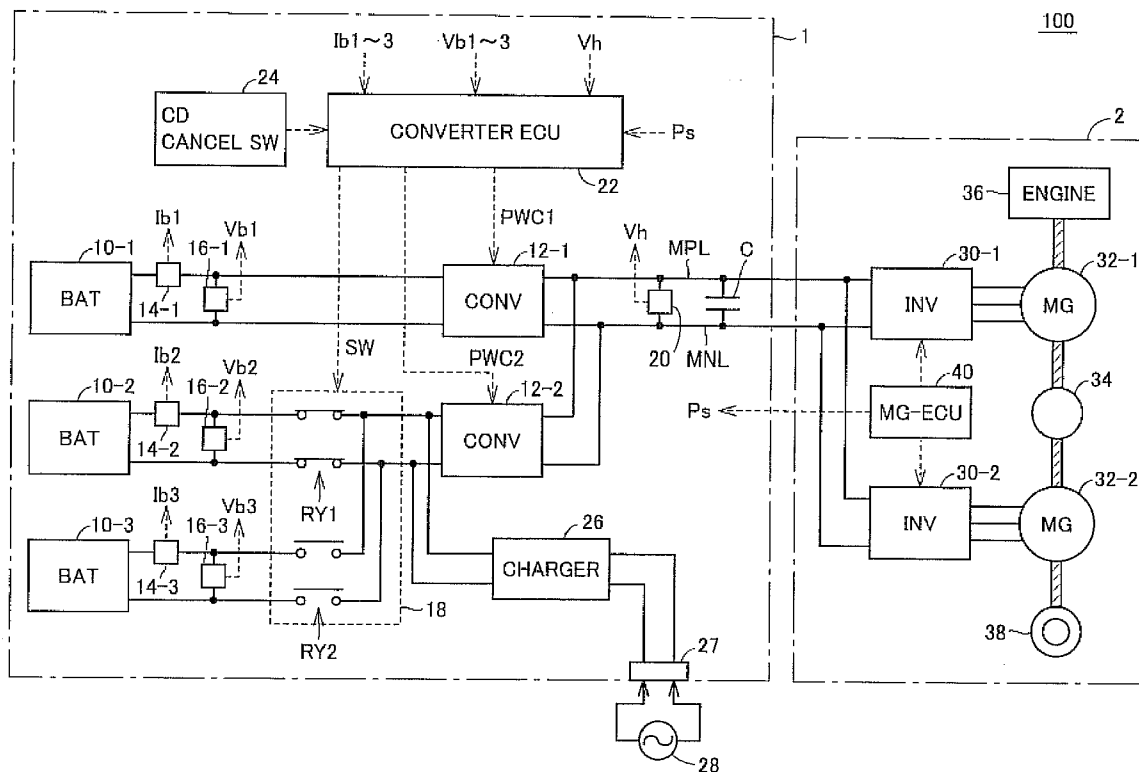 100
1
Ib1~3
Vb1~3
Vh
24
CD
CANCEL SW
CONVERTER ECU
Ps
22
2
36
ENGINE
PWC1
Ib1
Vb1
10-1
16-1
12-1
Vh
MPL
C
30-1
32-1
BAT
CONV
INV
MG
14-1
20
MNL
SW
PWC2
Ib2
Vb2
10-2
16-2
12-2
40
34
Ps
MG-ECU
BAT
CONV
14-2
30-2
32-2
RY1
Ib3
Vb3
10-3
16-3
26
INV
MG
BAT
CHARGER
14-3
18
RY2
27
38
28